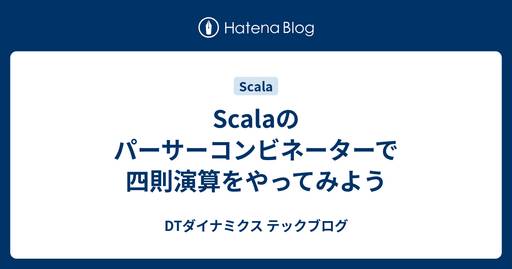 Hatena Blog
Scala
Scalaの
パーサーコンビネーターで
四則演算をやってみよう
DTダイナミクス テックブログ